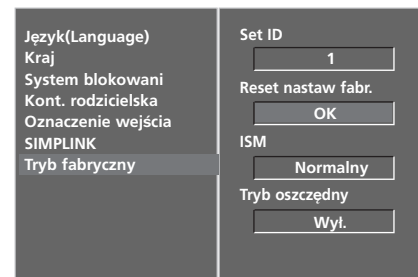 Język(Language)
Kraj
System blokowani
Kont. rodzicielska
Oznaczenie wejścia
SIMPLINK
Tryb fabryczny
Set ID
1
Reset nastaw fabr.
OK
ISM
Normalny
Tryb oszczędny
Wył.